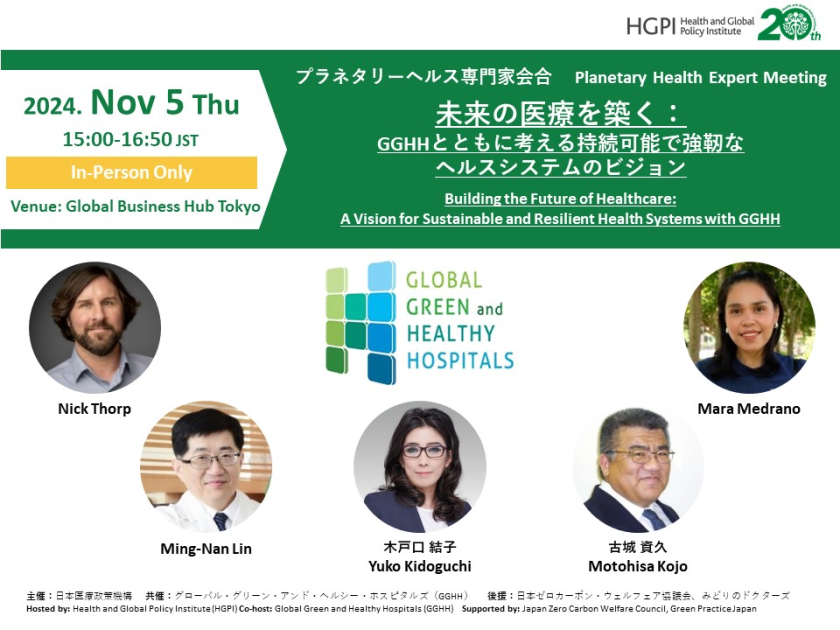 HGPI Health and Global Policy Institute 20th
プラネタリーヘルス専門家会合 Planetary Health Expert Meeting
2024. Nov 5 Thu
15:00-16:50 JST
In-Person Only
Venue: Global Business Hub Tokyo
未来の医療を築く：
GGHHとともに考える持続可能で強靭な
ヘルスシステムのビジョン
Building the Future of Healthcare:
A Vision for Sustainable and Resilient Health Systems with GGHH
GLOBAL
GREEN and
HEALTHY
HOSPITALS
Nick Thorp
Mara Medrano
Ming-Nan Lin
木戸口 結子
Yuko Kidoguchi
古城 資久
Motohisa Kojo
主催：日本医療政策機構 共催：グローバル・グリーン・アンド・ヘルシー・ホスピタルズ（GGHH） 後援：日本ゼロカーボン・ウェルフェア協議会、みどりのドクターズ
Hosted by: Health and Global Policy Institute (HGPI) Co-host: Global Green and Healthy Hospitals (GGHH) Supported by: Japan Zero Carbon Welfare Council, Green Practice Japan